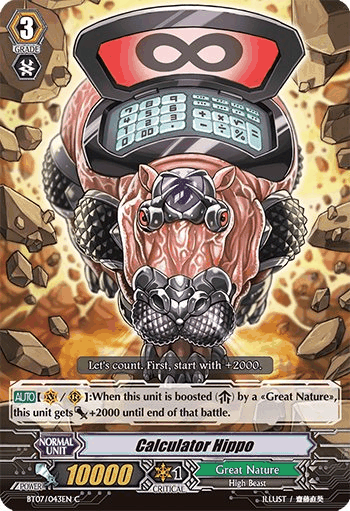 3
GRADE
∞
Let's count. First, start with +2000.
AUTO [ / ]:When this unit is boosted ( ) by a «Great Nature»,
this unit gets +2000 until end of that battle.
NORMAL
UNIT
Calculator Hippo
POWER
10000
1
CRITICAL
Great Nature
High Beast
BT07/043EN C
ILLUST / 齋藤直葵